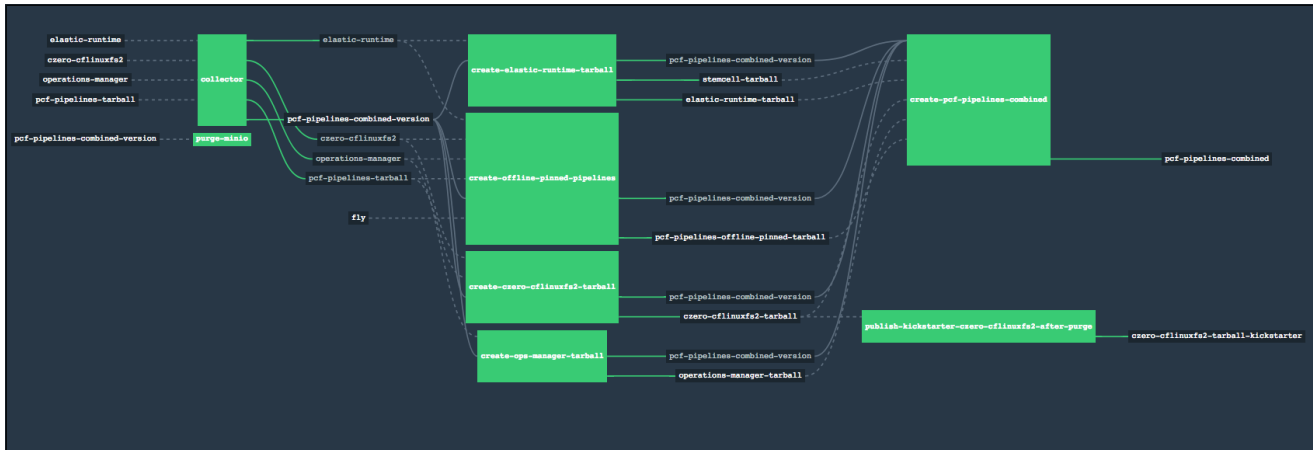 elastic-runtime
czero-cflinuxfs2
operations-manager
pcf-pipelines-tarball
pcf-pipelines-combined-version
collector
purge-minio
elastic-runtime
pcf-pipelines-combined-version
czero-cflinuxfs2
operations-manager
pcf-pipelines-tarball
fly
create-elastic-runtime-tarball
create-offline-pinned-pipelines
create-czero-cflinuxfs2-tarball
create-ops-manager-tarball
pcf-pipelines-combined-version
stemcell-tarball
elastic-runtime-tarball
pcf-pipelines-combined-version
pcf-pipelines-offline-pinned-tarball
pcf-pipelines-combined-version
czero-cflinuxfs2-tarball
pcf-pipelines-combined-version
operations-manager-tarball
create-pcf-pipelines-combined
publish-kickstarter-czero-cflinuxfs2-after-purge
pcf-pipelines-combined
czero-cflinuxfs2-tarball-kickstarter